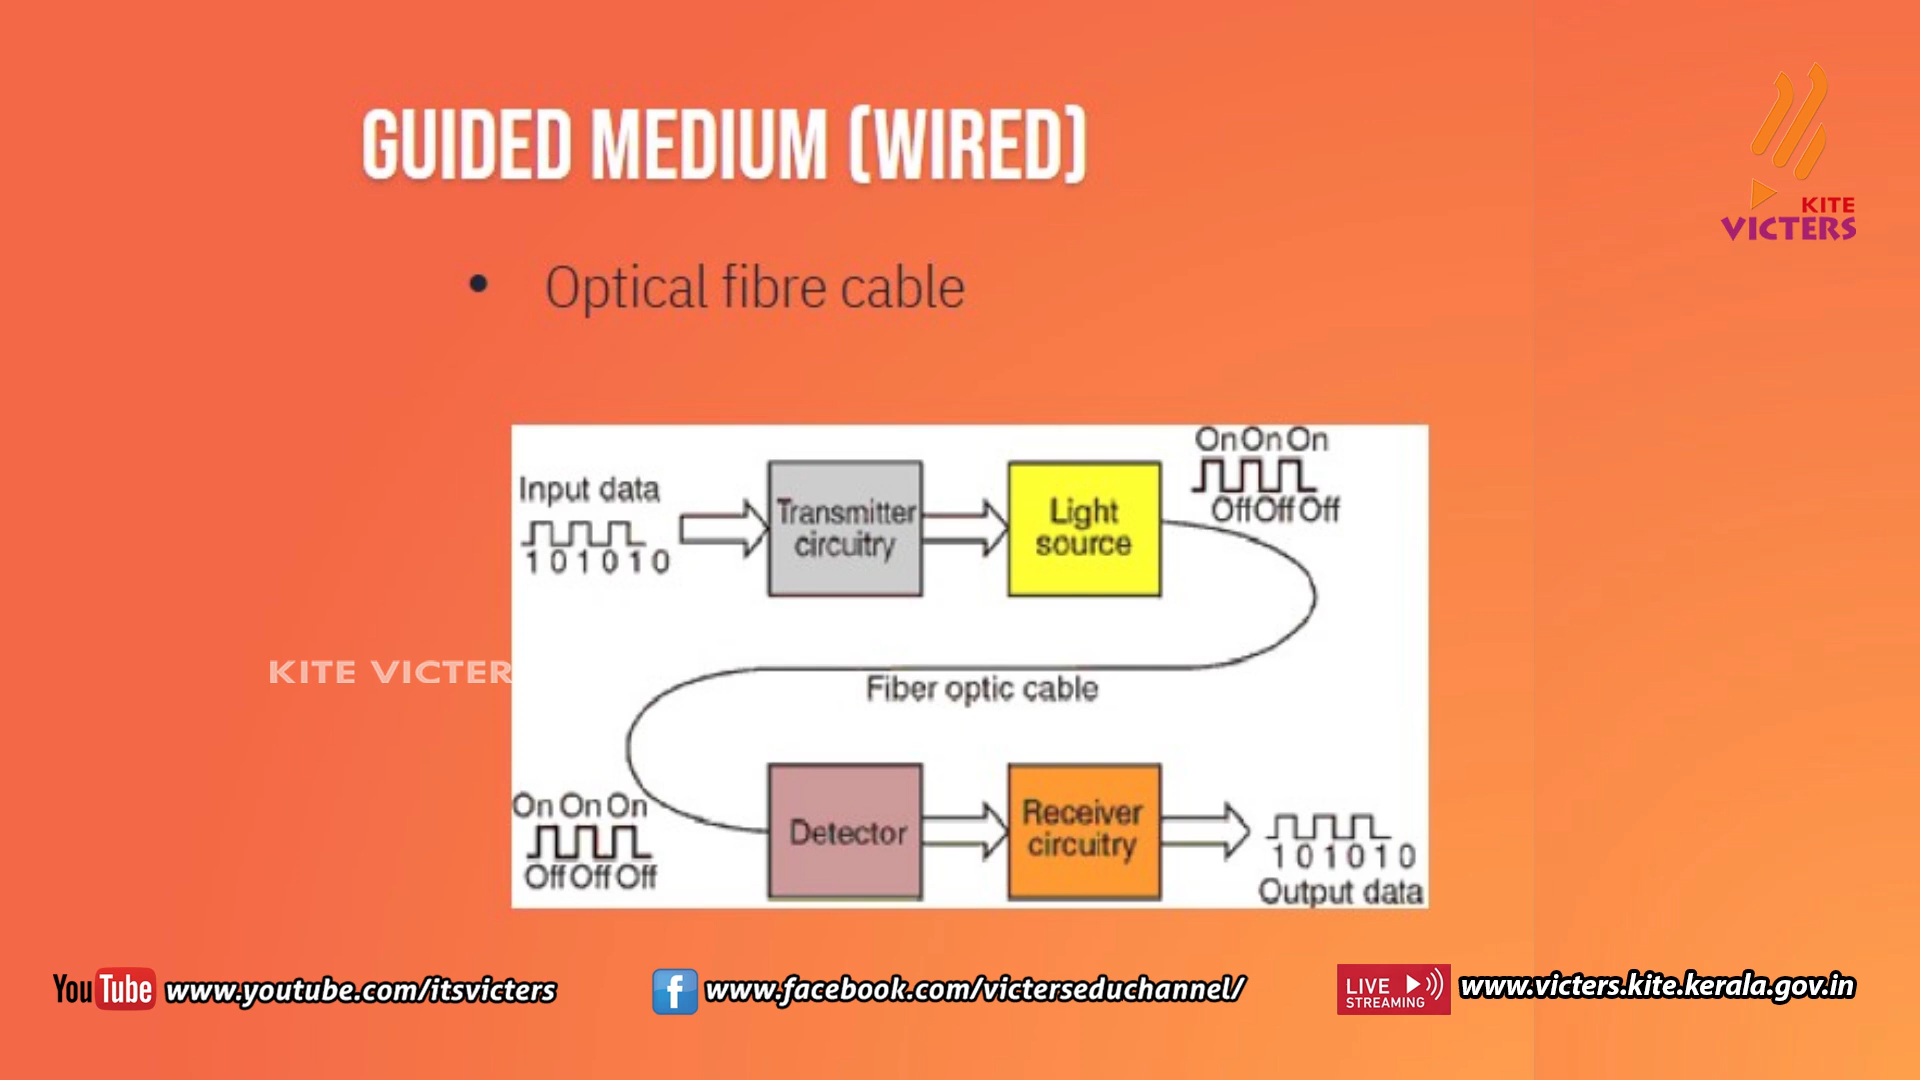 GUIDED MEDIUM (WIRED)
KITE
VICTERS
• Optical fibre cable
On On On
Off Off Off
Input data
1 0 1 0 1 0
Transmitter
circuitry
Light
source
KITE VICTER
Fiber optic cable
On On On
Off Off Off
Detector
Receiver
circuitry
1 0 1 0 1 0
Output data
YouTube www.youtube.com/itsvicters
f www.facebook.com/victerseduchannel/
LIVE
STREAMING
www.victers.kite.kerala.gov.in